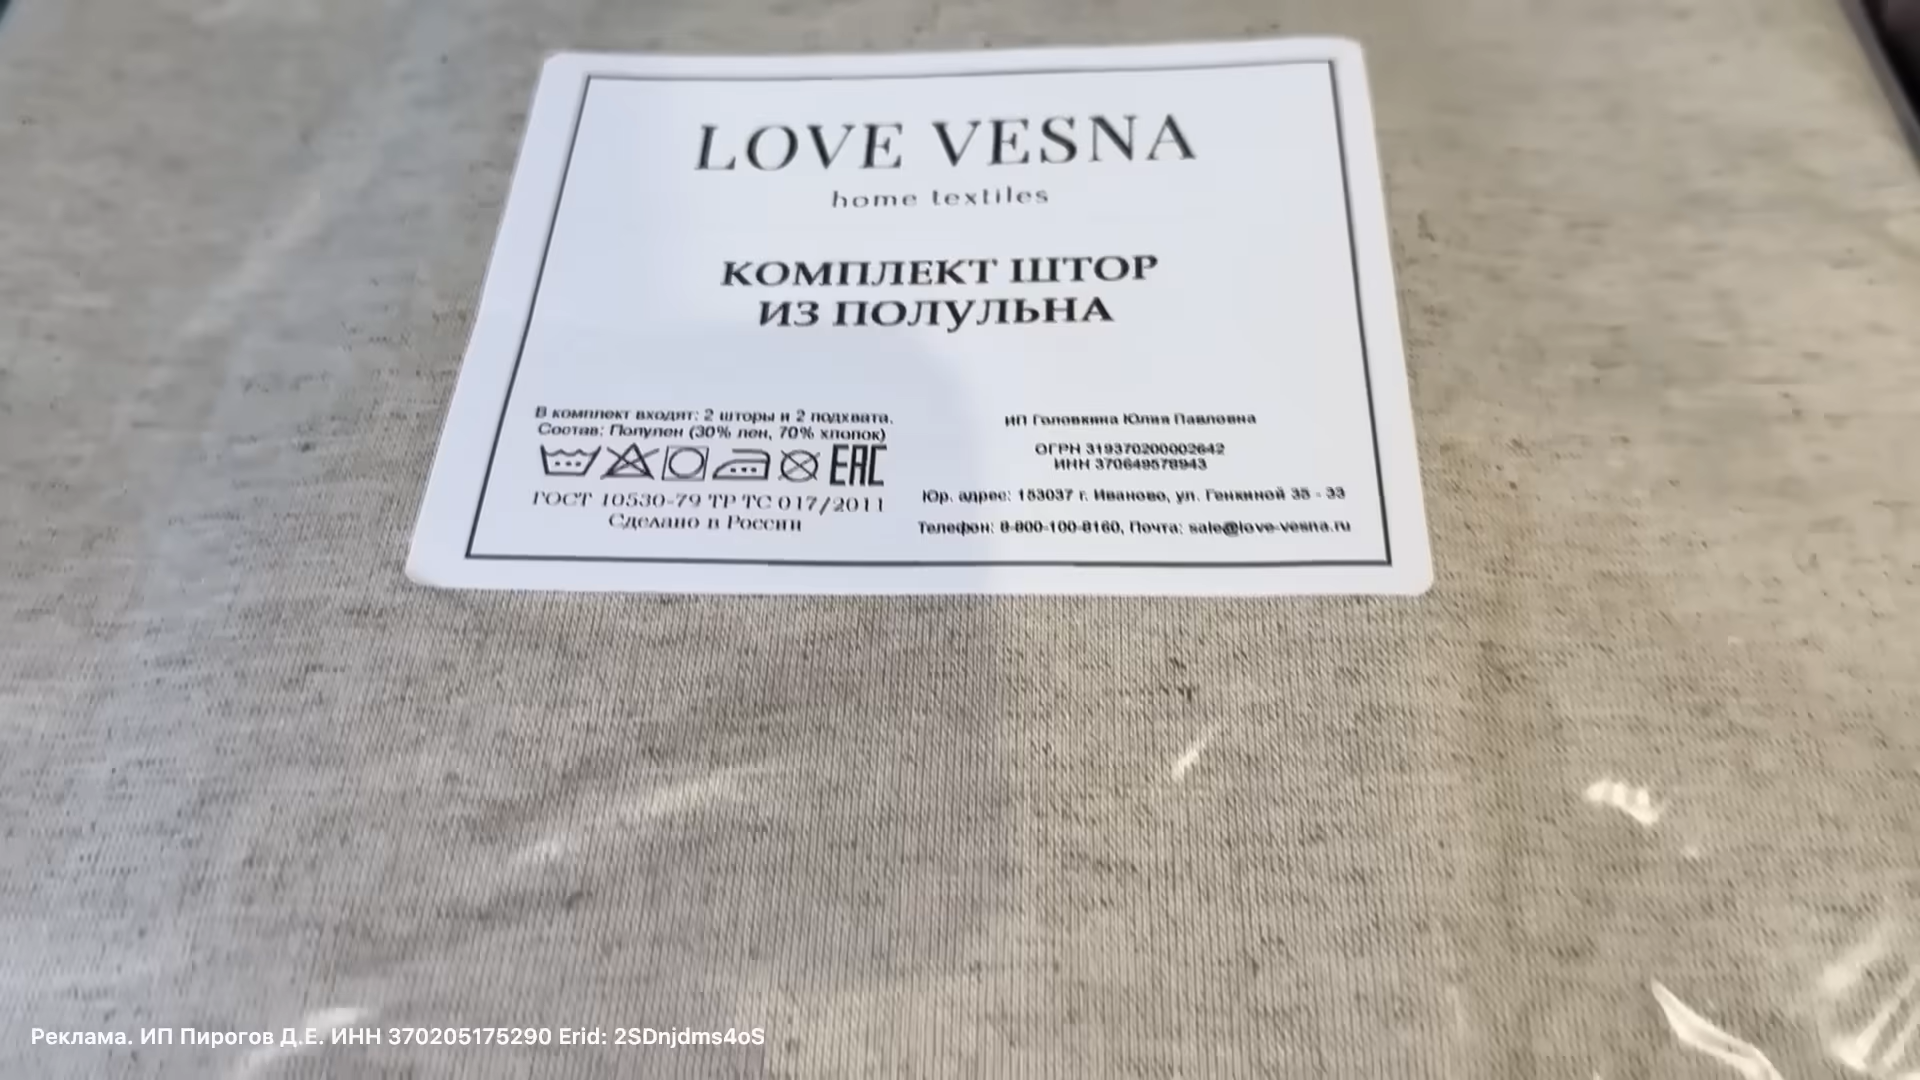 LOVE VESNA
home textiles
КОМПЛЕКТ ШТОР
ИЗ ПОЛУЛЬНА
В комплект входят: 2 шторы и 2 подхвата.
Состав: Полулен (30% лен, 70% хлопок)
EAC
ГОСТ 10530-79 ТР ТС 017/2011
Сделано в России
ИП Головкина Юлия Павловна
ОГРН 319370200002642
ИНН 370649578943
Юр. адрес: 153037 г. Иваново, ул. Генкиной 35 - 33
Телефон: 8-800-100-8160, Почта: sale@love-vesna.ru
Реклама. ИП Пирогов Д.Е. ИНН 370205175290 Erid: 2SDnjdms4oS